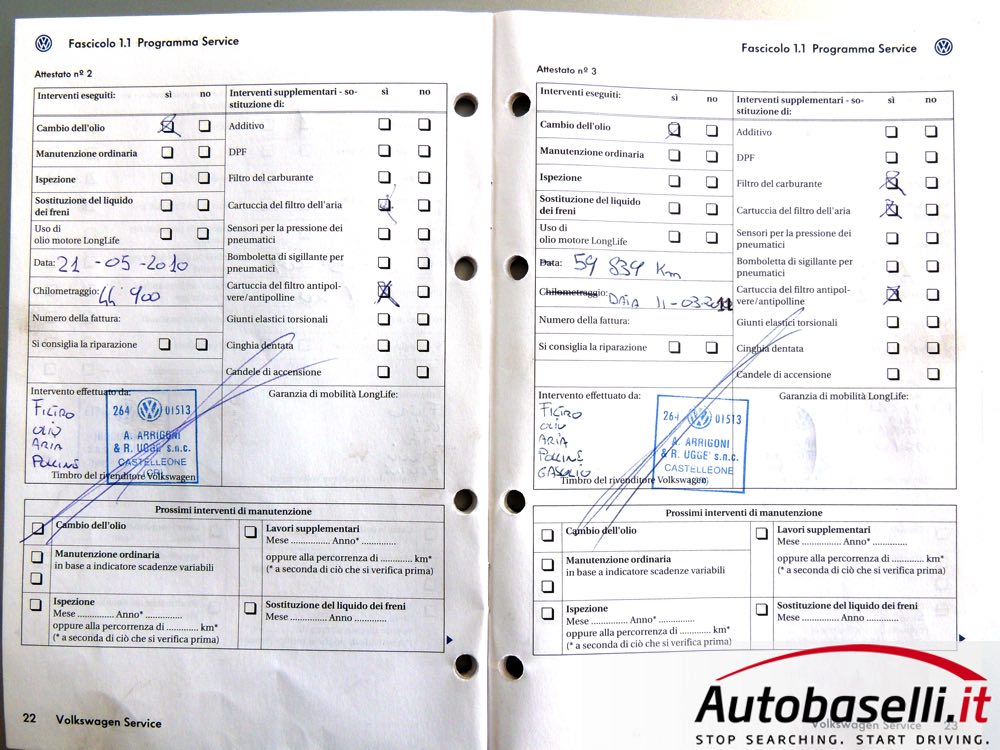 Fascicolo 1.1 Programma Service
Attestato nº 2
Interventi eseguiti: sì no
Cambio dell'olio
Manutenzione ordinaria
Ispezione
Sostituzione del liquido
dei freni
Uso di
olio motore LongLife
Data: 21-05-2010
Chilometraggio: 44'900
Numero della fattura:
Si consiglia la riparazione
Interventi supplementari - so-
stituzione di: sì no
Additivo
DPF
Filtro del carburante
Cartuccia del filtro dell'aria
Sensori per la pressione dei
pneumatici
Bomboletta di sigillante per
pneumatici
Cartuccia del filtro antipol-
vere/antipolline
Giunti elastici torsionali
Cinghia dentata
Candele di accensione
Intervento effettuato da:
FILTRO
OLIO
ARIA
POLLINE
264 01513
A. ARRIGONI
& R. UGGE' s.n.c.
CASTELLEONE
(CR)
Timbro del rivenditore Volkswagen
Garanzia di mobilità LongLife:
Prossimi interventi di manutenzione
Cambio dell'olio
Manutenzione ordinaria
in base a indicatore scadenze variabili
Ispezione
Mese ............ Anno*............
oppure alla percorrenza di ............ km*
(* a seconda di ciò che si verifica prima)
Lavori supplementari
Mese ............ Anno*............
oppure alla percorrenza di ............ km*
(* a seconda di ciò che si verifica prima)
Sostituzione del liquido dei freni
Mese ............ Anno ............
22 Volkswagen Service
Fascicolo 1.1 Programma Service
Attestato nº 3
Interventi eseguiti: sì no
Cambio dell'olio
Manutenzione ordinaria
Ispezione
Sostituzione del liquido
dei freni
Uso di
olio motore LongLife
Data: 59 839 Km
Chilometraggio: DATA 11-03-2011
Numero della fattura:
Si consiglia la riparazione
Interventi supplementari - so-
stituzione di: sì no
Additivo
DPF
Filtro del carburante
Cartuccia del filtro dell'aria
Sensori per la pressione dei
pneumatici
Bomboletta di sigillante per
pneumatici
Cartuccia del filtro antipol-
vere/antipolline
Giunti elastici torsionali
Cinghia dentata
Candele di accensione
Intervento effettuato da:
FILTRO
OLIO
ARIA
POLLINE
GASOLIO
264 01513
A. ARRIGONI
& R. UGGE' s.n.c.
CASTELLEONE
(CR)
Timbro del rivenditore Volkswagen
Garanzia di mobilità LongLife:
Prossimi interventi di manutenzione
Cambio dell'olio
Manutenzione ordinaria
in base a indicatore scadenze variabili
Ispezione
Mese ............ Anno*............
oppure alla percorrenza di ............ km*
(* a seconda di ciò che si verifica prima)
Lavori supplementari
Mese ............ Anno*............
oppure alla percorrenza di ............ km*
(* a seconda di ciò che si verifica prima)
Sostituzione del liquido dei freni
Mese ............ Anno ............
Volkswagen Service 23
Autobaselli.it
STOP SEARCHING. START DRIVING.